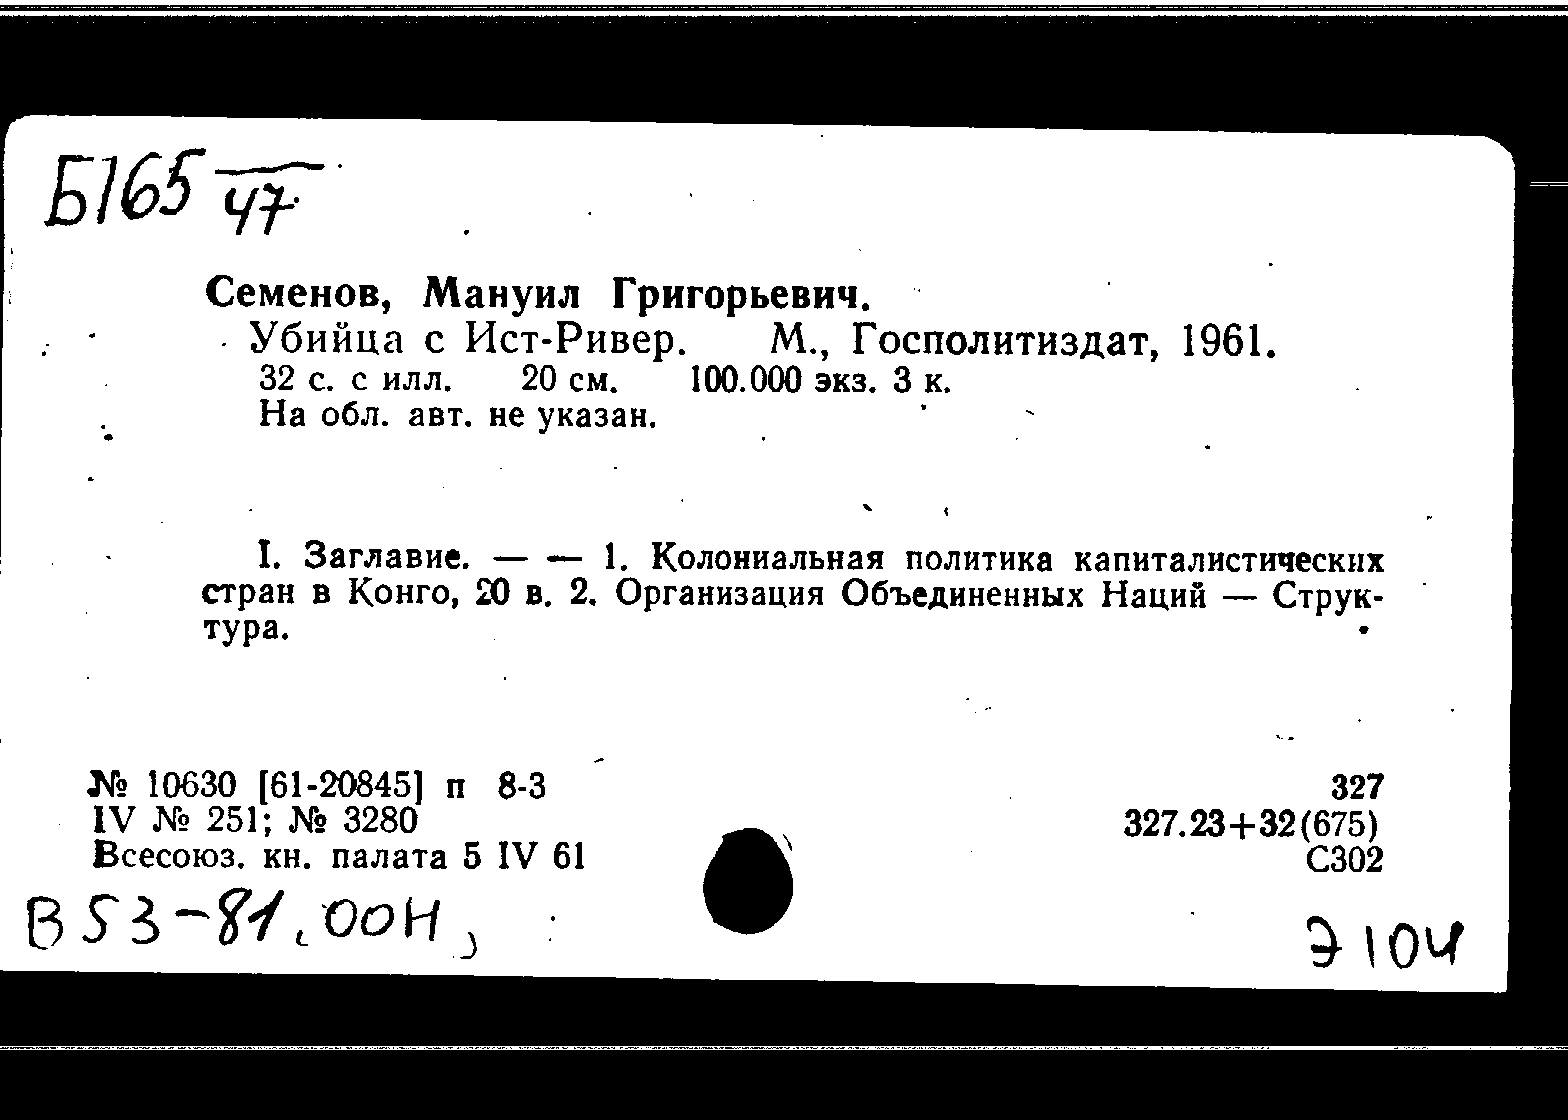 Б165 47
Семенов, Мануил Григорьевич.
Убийца с Ист-Ривер. М., Госполитиздат, 1961.
32 с. с илл. 20 см. 100.000 экз. 3 к.
На обл. авт. не указан.
I. Заглавие. — — 1. Колониальная политика капиталистических
стран в Конго, 20 в. 2. Организация Объединенных Наций — Струк-
тура.
№ 10630 [61-20845] п 8-3
327
IV № 251; № 3280
327.23+32(675)
Всесоюз. кн. палата 5 IV 61
С302
В53-81(ООН)
Э104